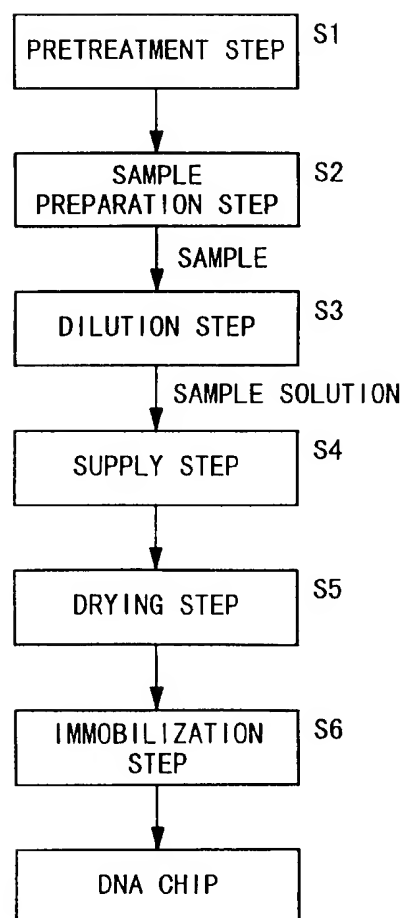 PRETREATMENT STEP
S1
SAMPLE
PREPARATION STEP
S2
SAMPLE
DILUTION STEP
S3
SAMPLE SOLUTION
SUPPLY STEP
S4
DRYING STEP
S5
IMMOBILIZATION
STEP
S6
DNA CHIP